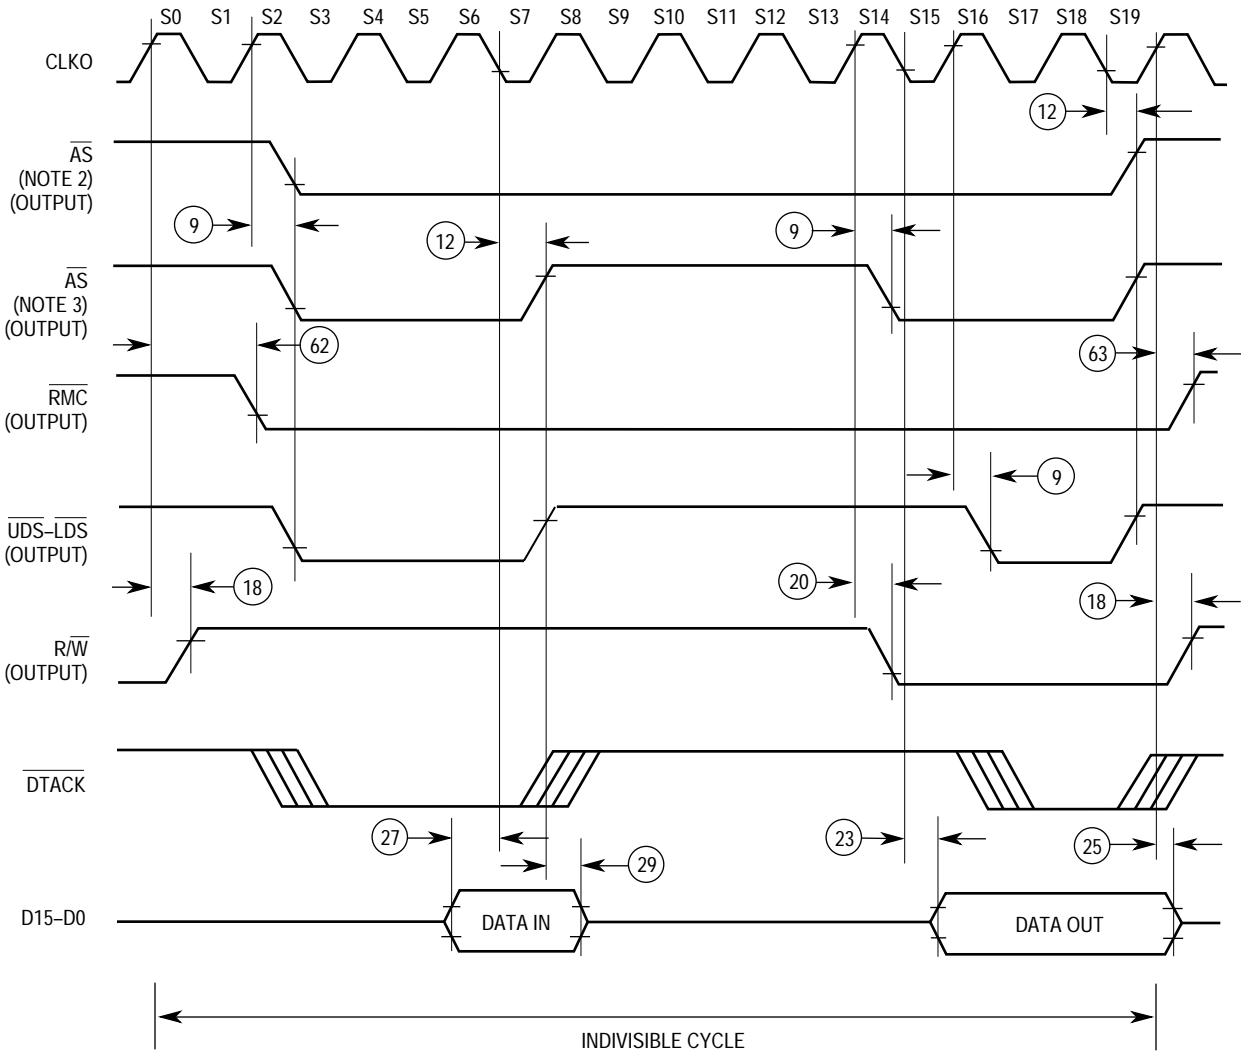 S0 S1 S2 S3 S4 S5 S6 S7 S8 S9 S10 S11 S12 S13 S14 S15 S16 S17 S18 S19
CLKO
12
AS
(NOTE 2)
(OUTPUT)
9
12
9
AS
(NOTE 3)
(OUTPUT)
62
63
RMC
(OUTPUT)
9
UDS–LDS
(OUTPUT)
18
20
18
R/W
(OUTPUT)
DTACK
27
23
25
29
D15–D0
DATA IN
DATA OUT
INDIVISIBLE CYCLE